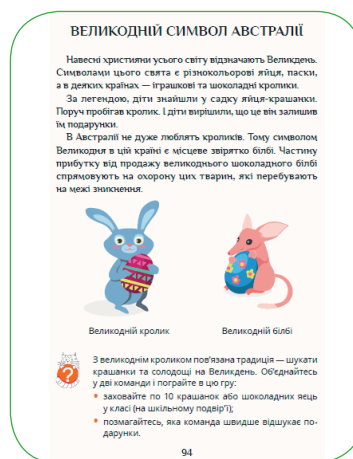 ВЕЛИКОДНІЙ СИМВОЛ АВСТРАЛІЇ
Навесні християни усього світу відзначають Великдень.
Символами цього свята є різнокольорові яйця, паски,
а в деяких країнах — іграшкові та шоколадні кролики.
За легендою, діти знайшли у садку яйця-крашанки.
Поруч пробігав кролик. І діти вирішили, що це він залишив
їм подарунки.
В Австралії не дуже люблять кроликів. Тому символом
Великодня в цій країні є місцеве звірятко білбі. Частину
прибутку від продажу великоднього шоколадного білбі
спрямовують на охорону цих тварин, які перебувають
на межі зникнення.
Великодній кролик
Великодній білбі
?
З великоднім кроликом пов'язана традиція — шукати
крашанки та солодощі на Великдень. Об'єднайтесь
у дві команди і пограйте в цю гру:
• заховайте по 10 крашанок або шоколадних яєць
у класі (на шкільному подвір'ї);
• позмагайтесь, яка команда швидше відшукає по-
дарунки.
94